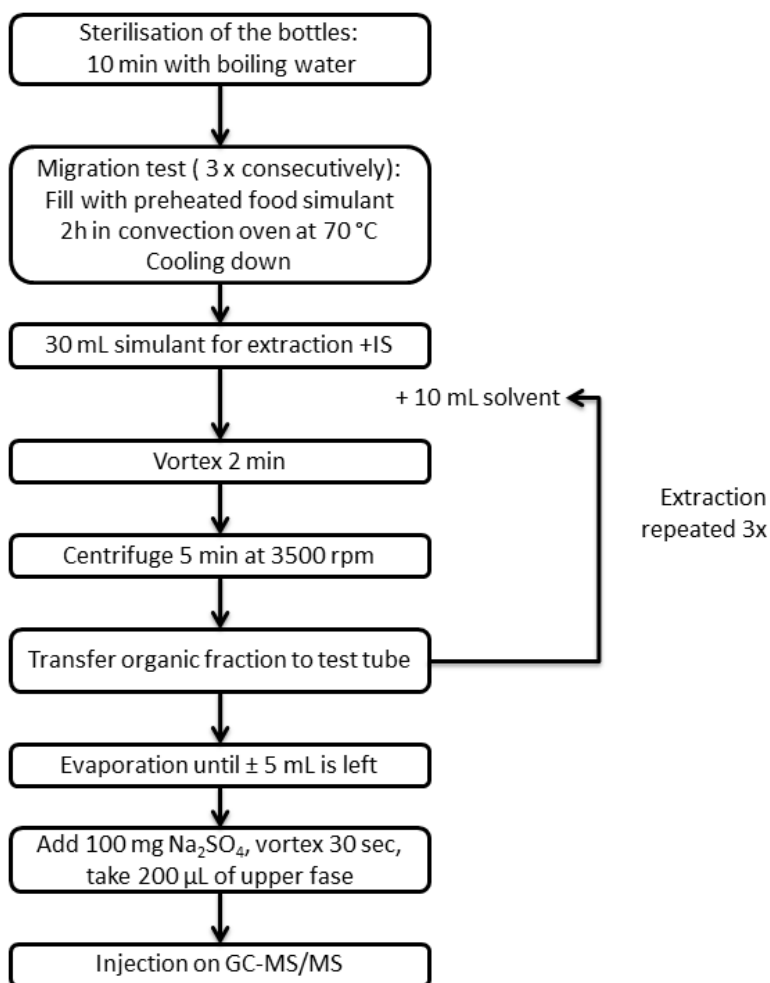 Sterilisation of the bottles:
10 min with boiling water
Migration test ( 3 x consecutively):
Fill with preheated food simulant
2h in convection oven at 70 °C
Cooling down
30 mL simulant for extraction +IS
+ 10 mL solvent
Vortex 2 min
Extraction
repeated 3x
Centrifuge 5 min at 3500 rpm
Transfer organic fraction to test tube
Evaporation until ± 5 mL is left
Add 100 mg Na₂SO₄, vortex 30 sec,
take 200 µL of upper fase
Injection on GC-MS/MS